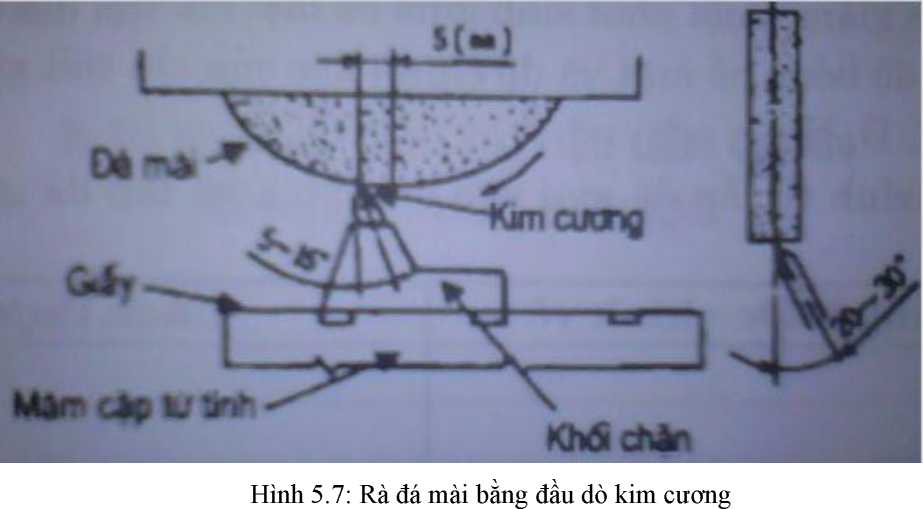 5 (mm)
Đá mài
Kim cương
5-15°
Giấy
20-30°
Mâm cặp từ tính
Khối chặn
Hình 5.7: Rà đá mài bằng đầu dò kim cương